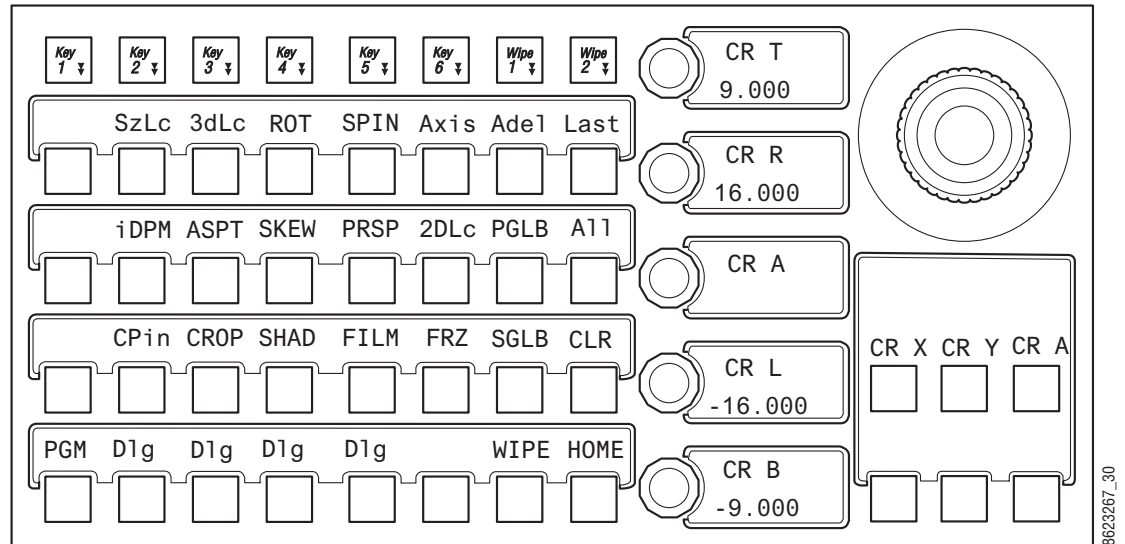 Key 1 Key 2 Key 3 Key 4 Key 5 Key 6 Wipe 1 Wipe 2
CR T
9.000
SzLc 3dLc ROT SPIN Axis Adel Last
CR R
16.000
iDPM ASPT SKEW PRSP 2DLc PGLB All
CR A
CPin CROP SHAD FILM FRZ SGLB CLR
CR X CR Y CR A
CR L
-16.000
PGM Dlg Dlg Dlg Dlg WIPE HOME
CR B
-9.000
8623267_30